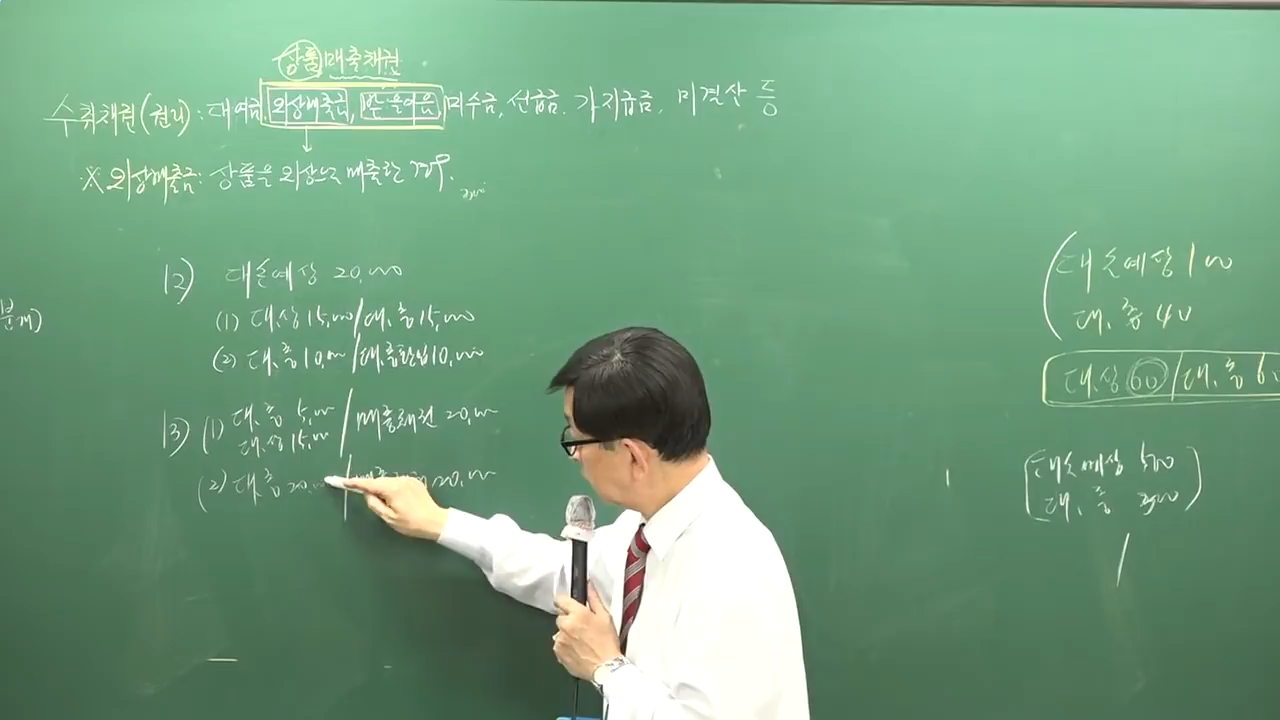 상품 매출채권
수취채권(권리) : 대여금, 외상매출금, 받을어음, 미수금, 선급금, 가지급금, 미결산 등
※ 외상매출금 : 상품을 외상으로 매출한 경우.
12) 대손예상 20,000
(1) 대.상 15,000 / 대.충 15,000
(2) 대.충 10,000 / 대.충환입 10,000
13) (1) 대.충 5,000 / 매출채권 20,000
대.상 15,000
(2) 대.충 20,000 / 20,000
분개)
대손예상 100
대.충 40
대.상 60 / 대.충 60
대손예상 500
대.충
/